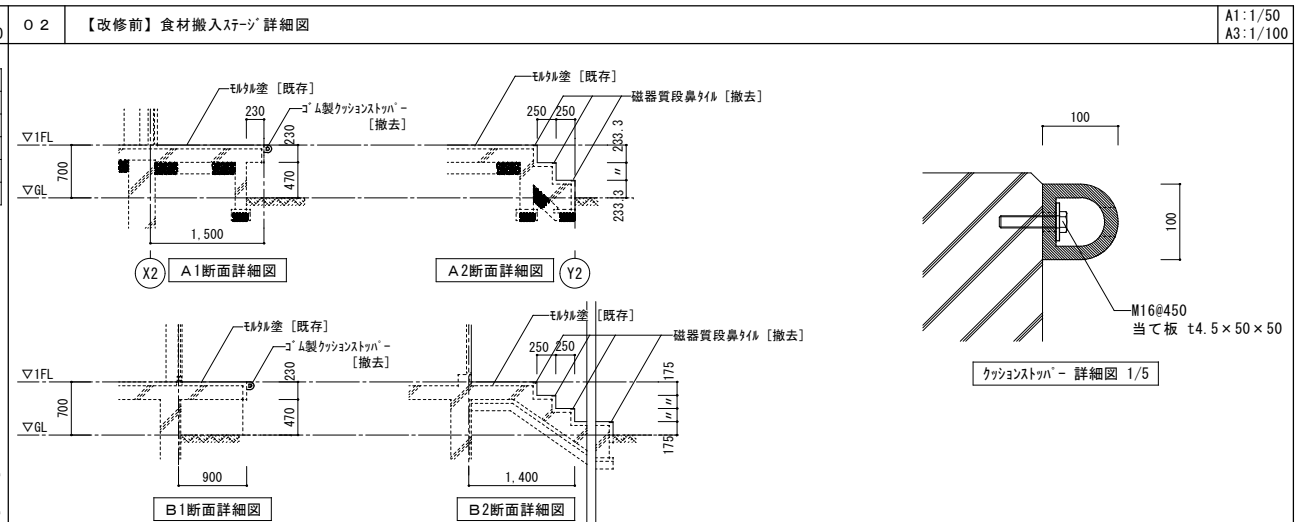 ０２ 【改修前】食材搬入ｽﾃｰｼﾞ詳細図
A1:1/50
A3:1/100
0
ﾓﾙﾀﾙ塗［既存］
ｺﾞﾑ製ｸｯｼｮﾝｽﾄｯﾊﾟｰ
［撤去］
230
230
▽1FL
700
470
▽GL
1,500
X2
A1断面詳細図
ﾓﾙﾀﾙ塗［既存］
磁器質段鼻ﾀｲﾙ［撤去］
250 250
233.3
〃
233.3
A2断面詳細図
Y2
ﾓﾙﾀﾙ塗［既存］
ｺﾞﾑ製ｸｯｼｮﾝｽﾄｯﾊﾟｰ
［撤去］
▽1FL
230
700
470
▽GL
900
B1断面詳細図
ﾓﾙﾀﾙ塗［既存］
磁器質段鼻ﾀｲﾙ［撤去］
250 250
175
〃
〃
175
1,400
B2断面詳細図
100
100
M16@450
当て板 t4.5×50×50
ｸｯｼｮﾝｽﾄｯﾊﾟｰ 詳細図 1/5